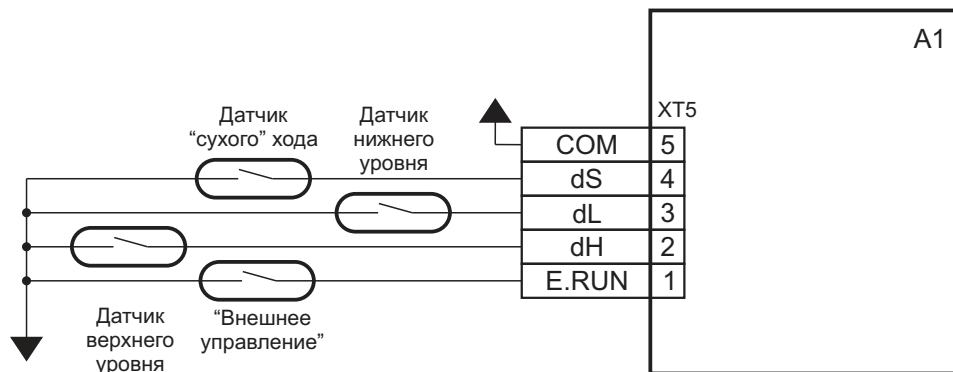 A1
XT5
Датчик
“сухого” хода
Датчик
нижнего
уровня
COM 5
dS 4
dL 3
dH 2
E.RUN 1
Датчик
верхнего
уровня
“Внешнее
управление”